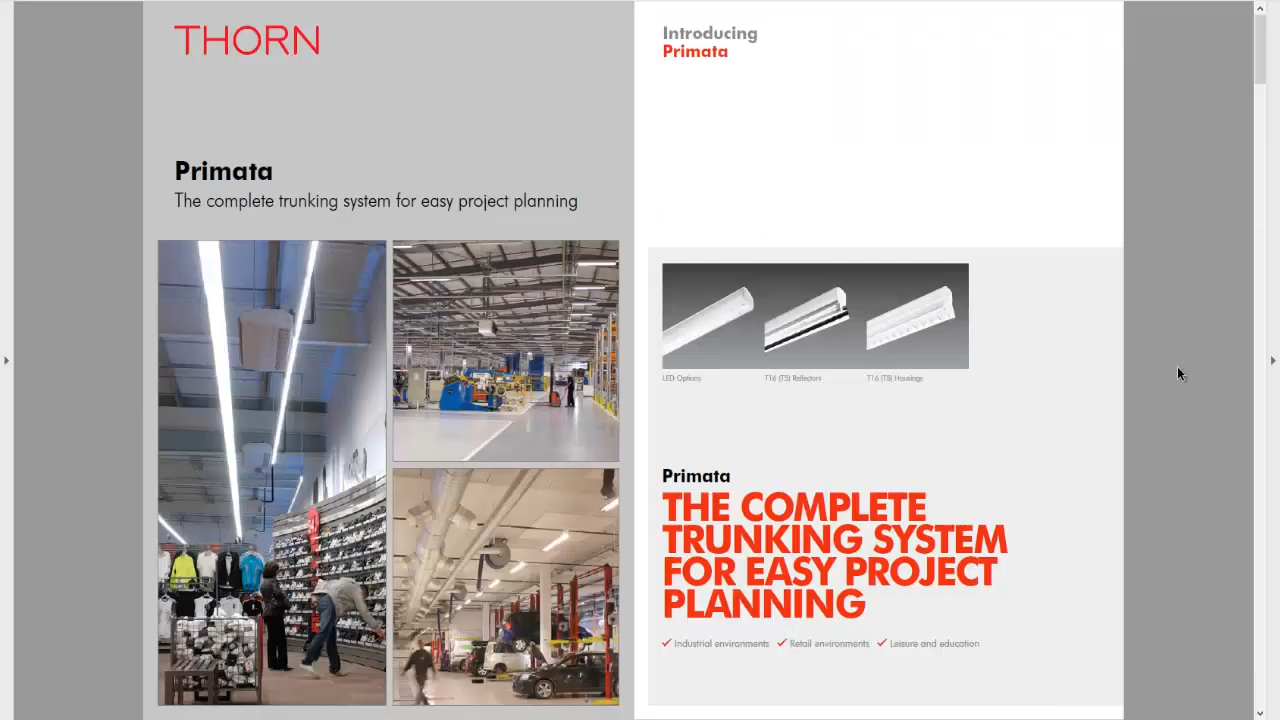 THORN
Primata
The complete trunking system for easy project planning
Introducing
Primata
LED Options
T16 (T5) Reflectors
T16 (T5) Housings
Primata
THE COMPLETE
TRUNKING SYSTEM
FOR EASY PROJECT
PLANNING
Industrial environments Retail environments Leisure and education